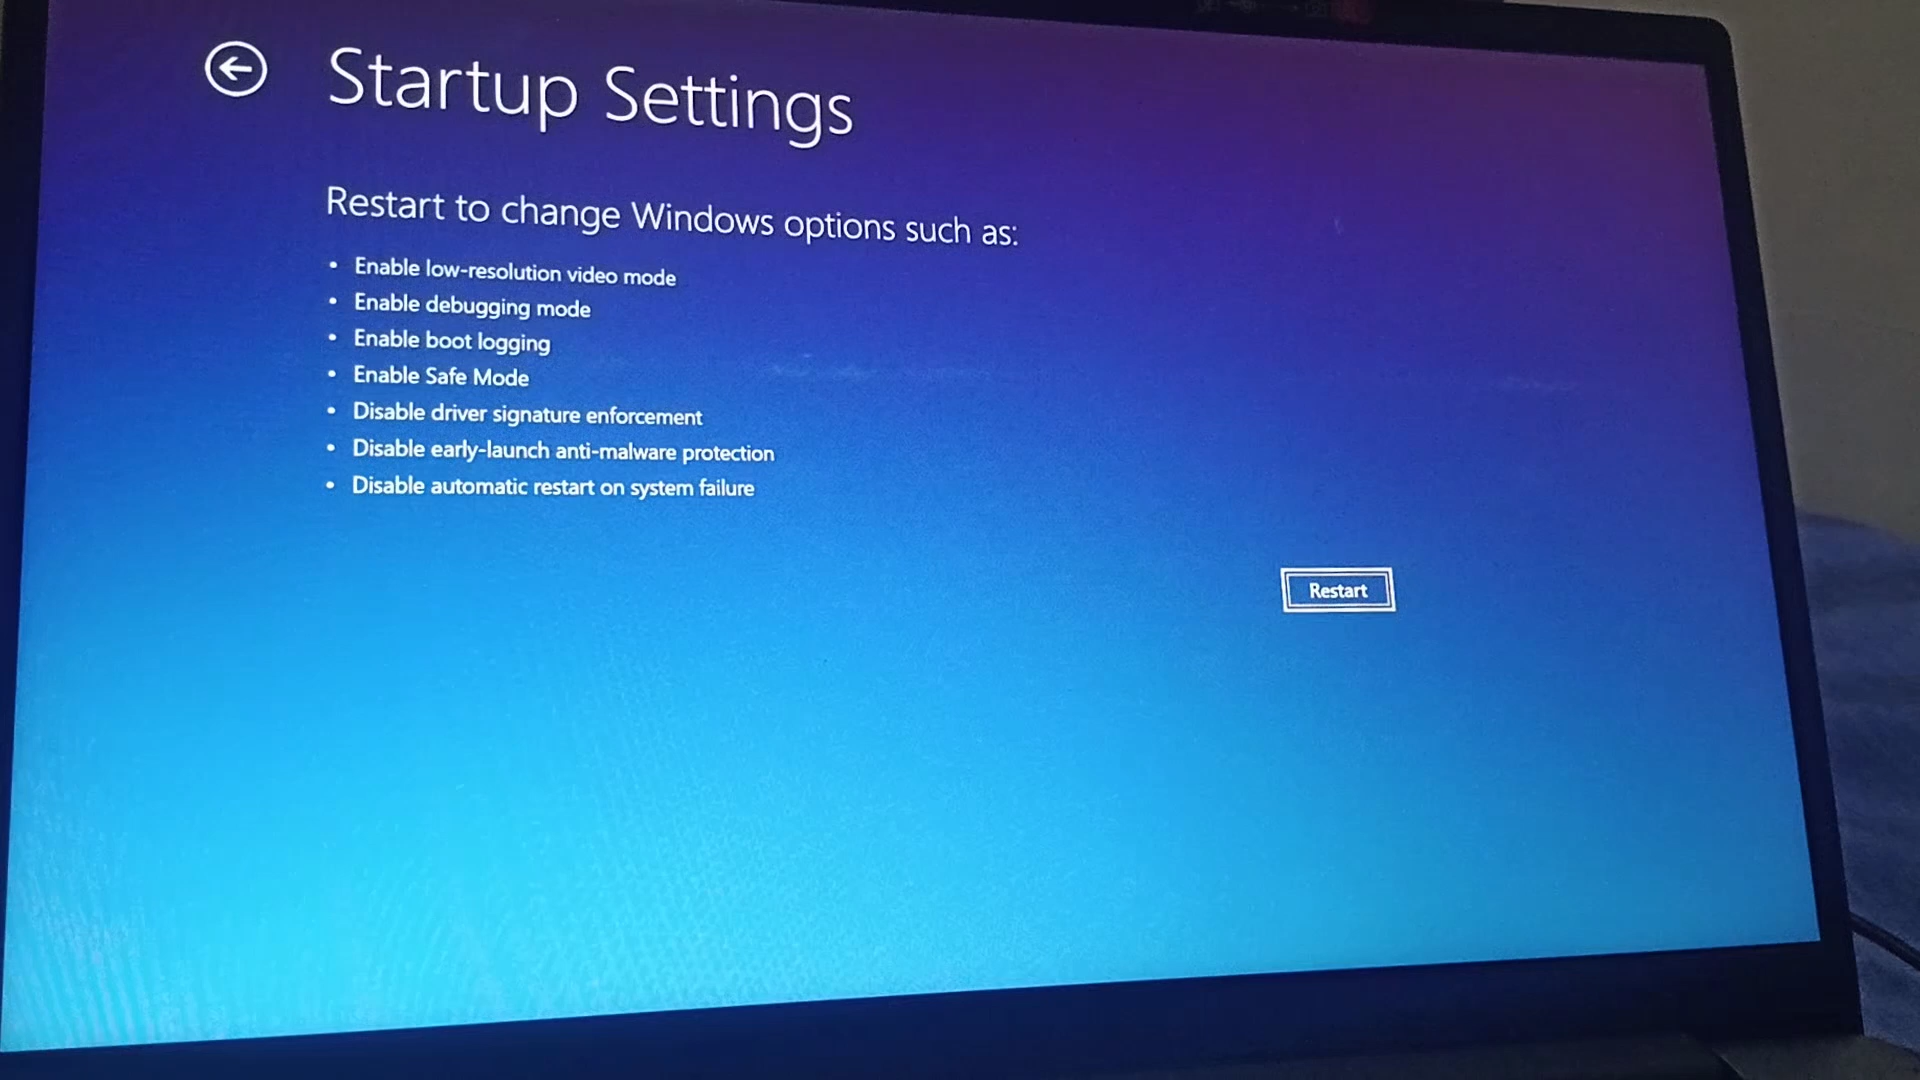 Startup Settings
Restart to change Windows options such as:
• Enable low-resolution video mode
• Enable debugging mode
• Enable boot logging
• Enable Safe Mode
• Disable driver signature enforcement
• Disable early-launch anti-malware protection
• Disable automatic restart on system failure
Restart